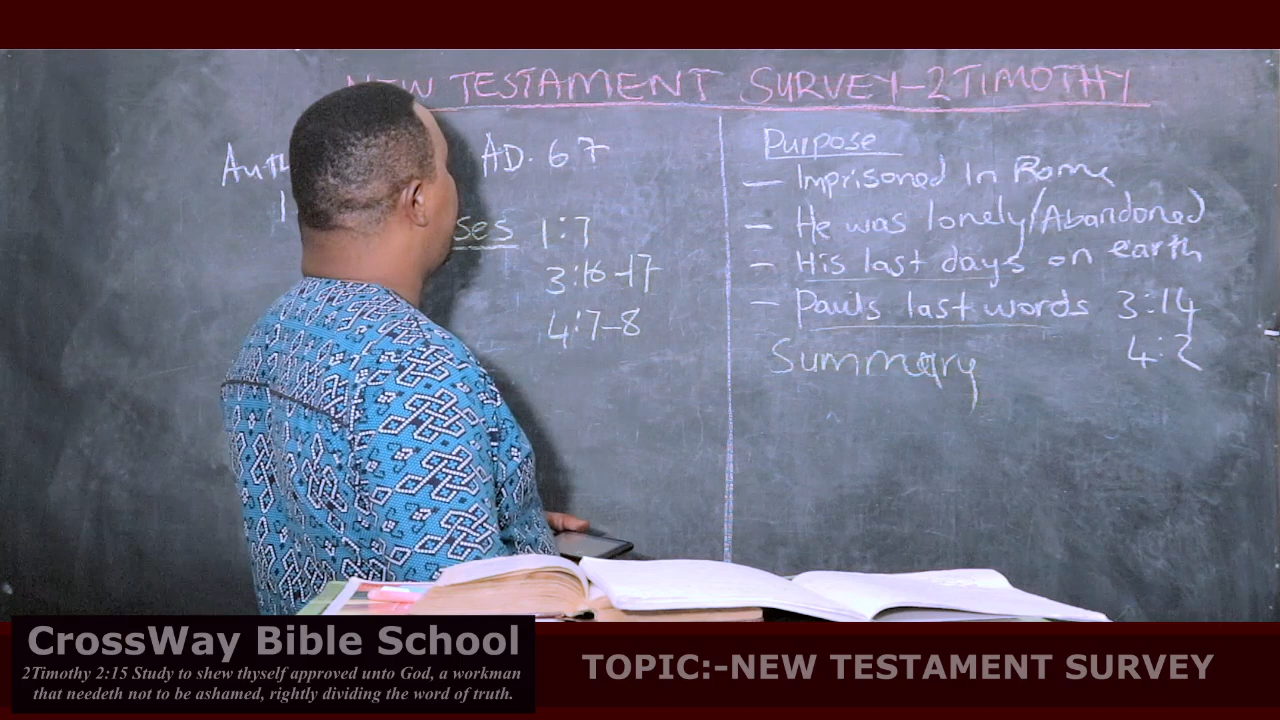 NEW TESTAMENT SURVEY-2TIMOTHY
AD. 67
1:7
3:16-17
4:7-8
Purpose
— Imprisoned In Rome
— He was lonely/Abandoned
— His last days on earth
— Pauls last words 3:14
4:2
Summary
CrossWay Bible School
2Timothy 2:15 Study to shew thyself approved unto God, a workman
that needeth not to be ashamed, rightly dividing the word of truth.
TOPIC:-NEW TESTAMENT SURVEY